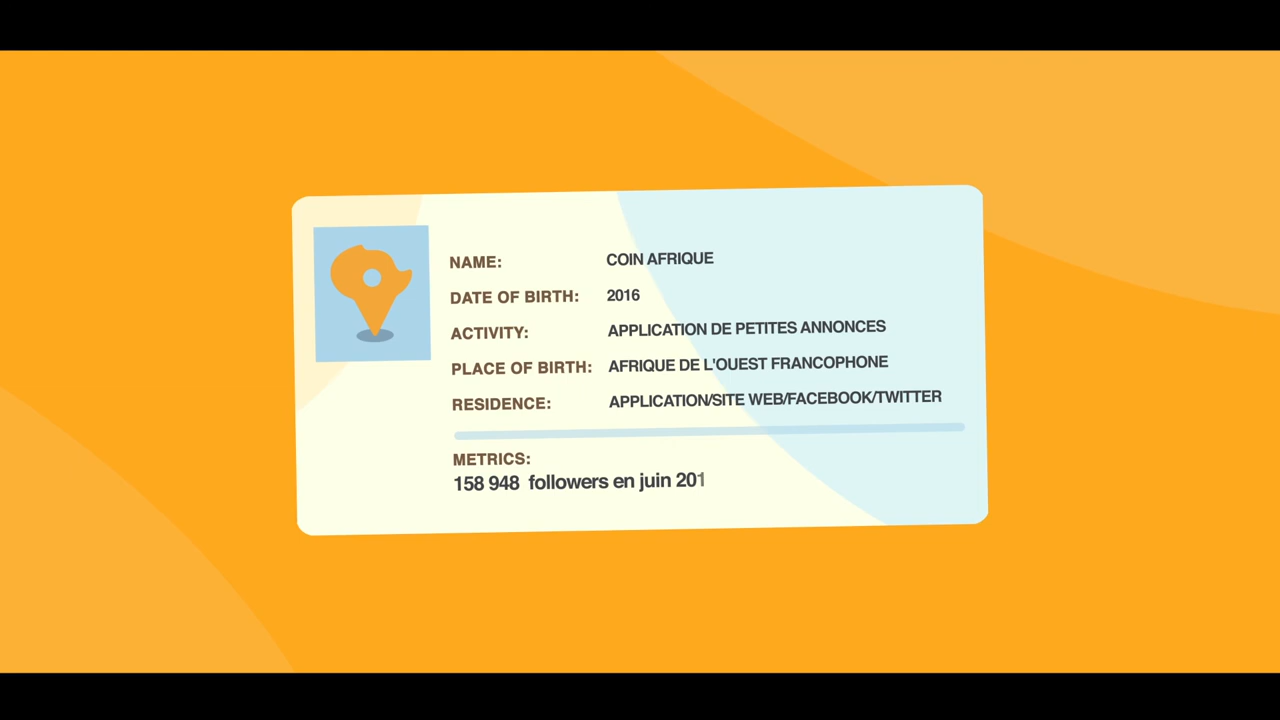 NAME: COIN AFRIQUE
DATE OF BIRTH: 2016
ACTIVITY: APPLICATION DE PETITES ANNONCES
PLACE OF BIRTH: AFRIQUE DE L'OUEST FRANCOPHONE
RESIDENCE: APPLICATION/SITE WEB/FACEBOOK/TWITTER
METRICS:
158 948 followers en juin 201